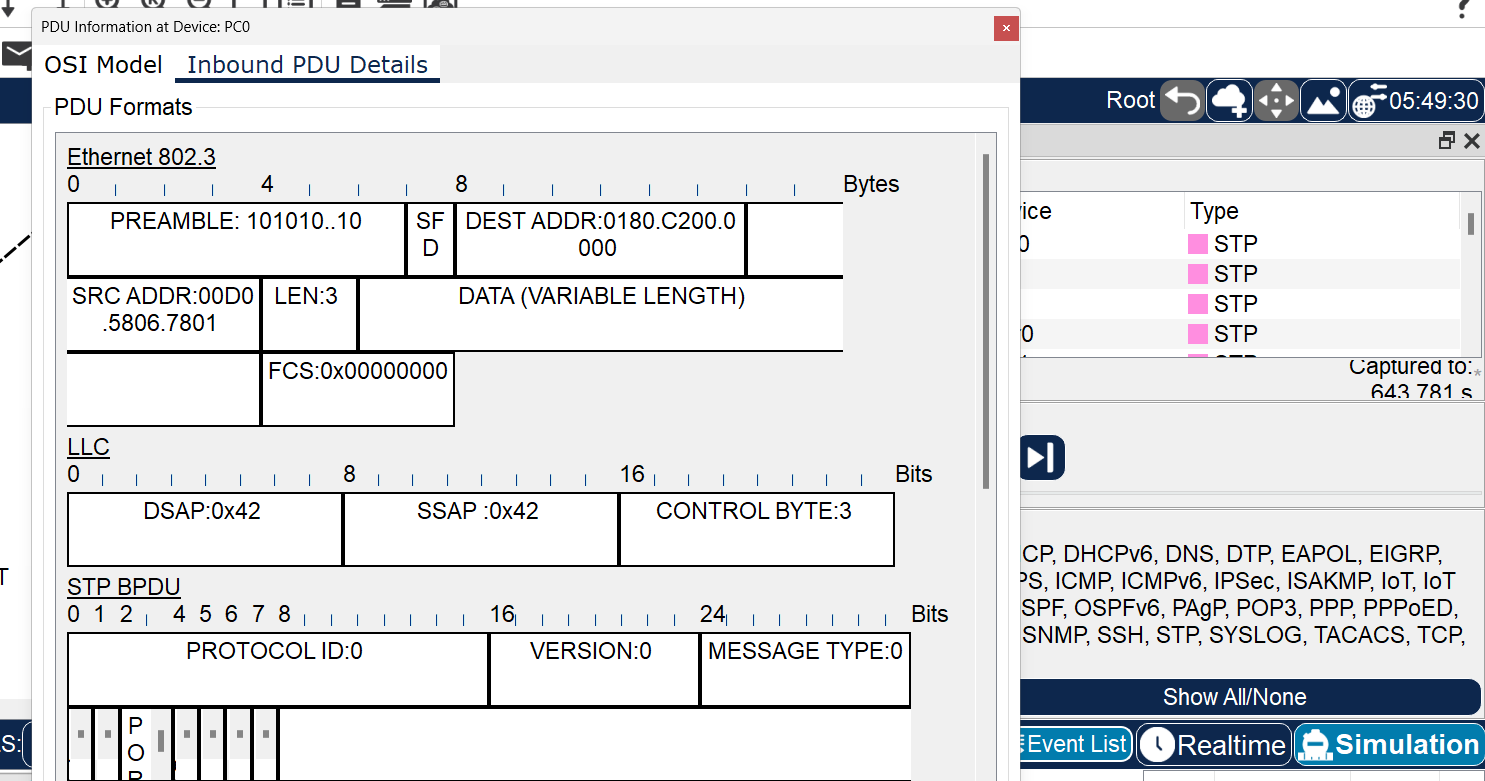 PDU Information at Device: PC0
OSI Model Inbound PDU Details
PDU Formats
Ethernet 802.3
0 4 8 Bytes
PREAMBLE: 101010..10
SF
D
DEST ADDR:0180.C200.0
000
SRC ADDR:00D0
.5806.7801
LEN:3
DATA (VARIABLE LENGTH)
FCS:0x00000000
LLC
0 8 16 Bits
DSAP:0x42 SSAP :0x42 CONTROL BYTE:3
STP BPDU
0 1 2 4 5 6 7 8 16 24 Bits
PROTOCOL ID:0 VERSION:0 MESSAGE TYPE:0
P
O
R
?
Root 05:49:30
vice Type
0 STP
STP
STP
r0 STP
STP
Captured to:*
643.781 s
CP, DHCPv6, DNS, DTP, EAPOL, EIGRP,
PS, ICMP, ICMPv6, IPSec, ISAKMP, IoT, IoT
SPF, OSPFv6, PAgP, POP3, PPP, PPPoED,
SNMP, SSH, STP, SYSLOG, TACACS, TCP,
Show All/None
Event List Realtime Simulation
T
S: